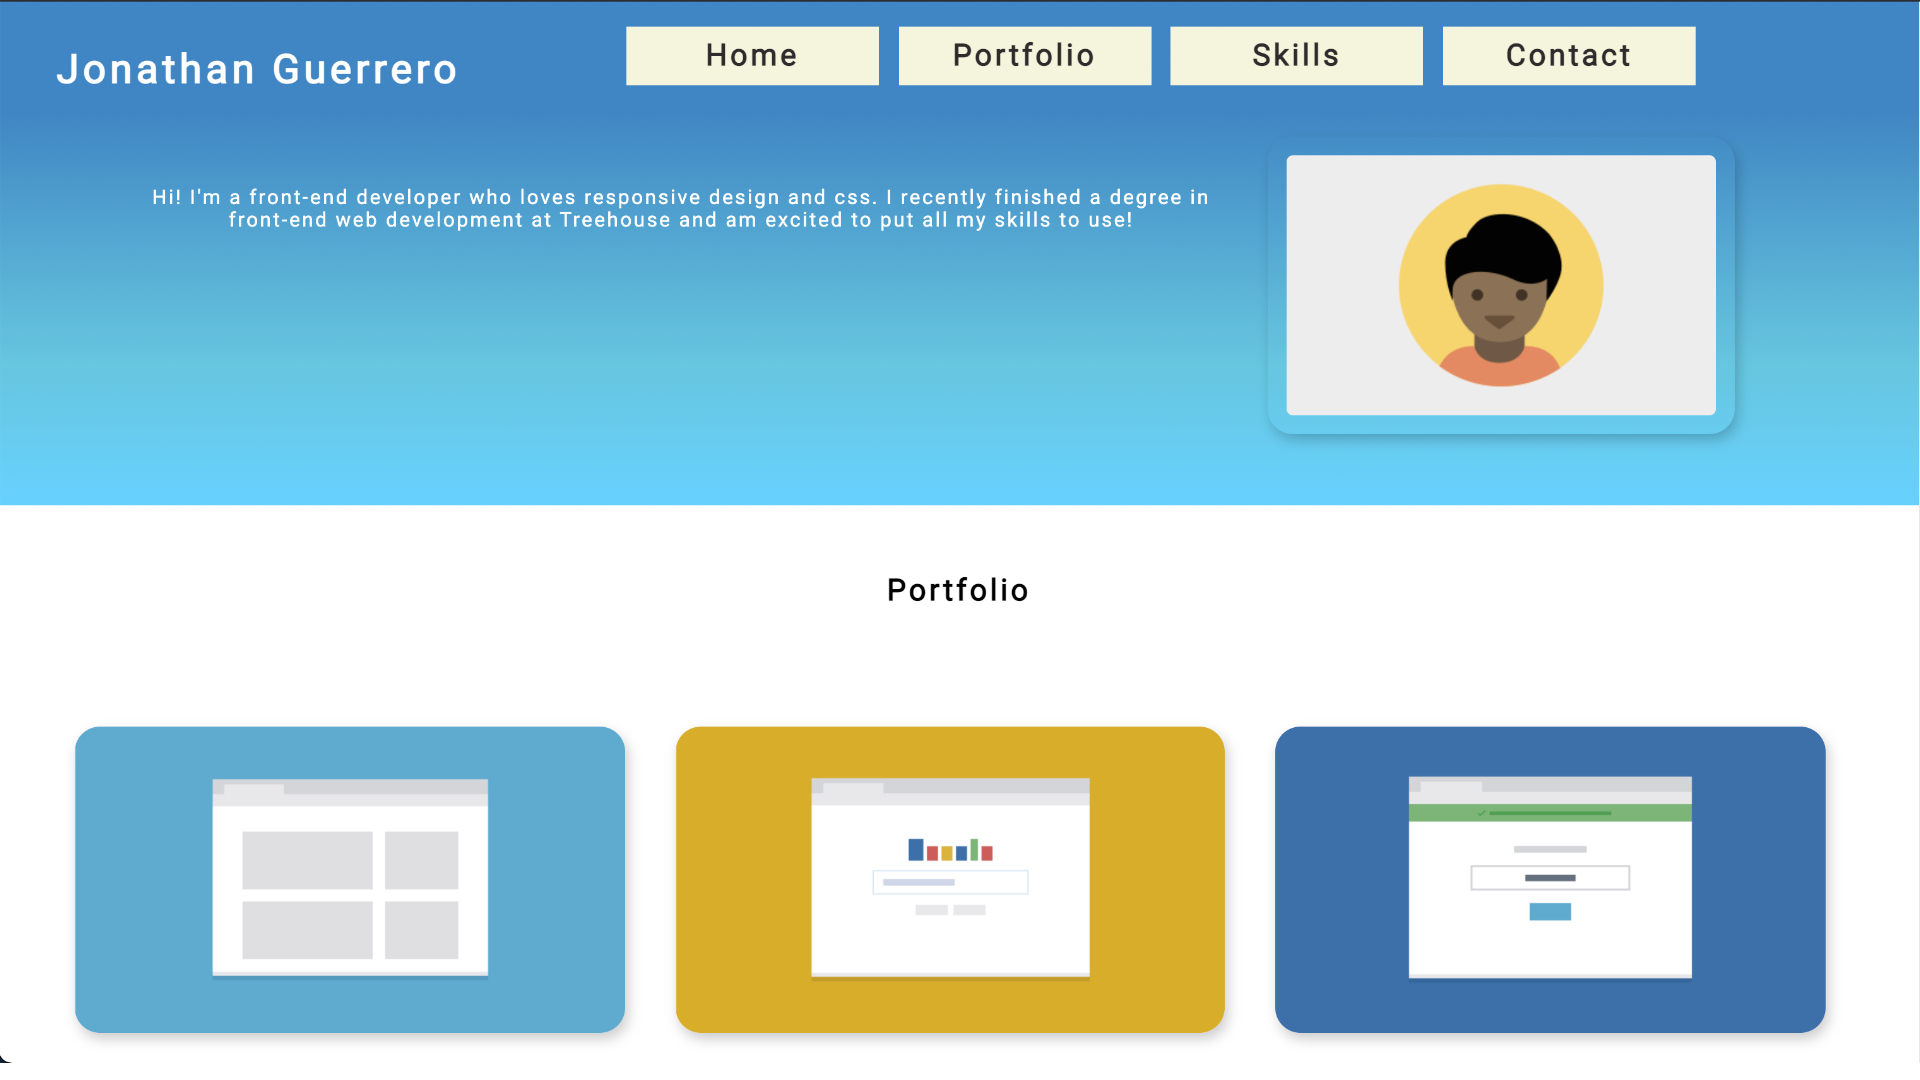 Jonathan Guerrero
Home
Portfolio
Skills
Contact
Hi! I'm a front-end developer who loves responsive design and css. I recently finished a degree in
front-end web development at Treehouse and am excited to put all my skills to use!
Portfolio